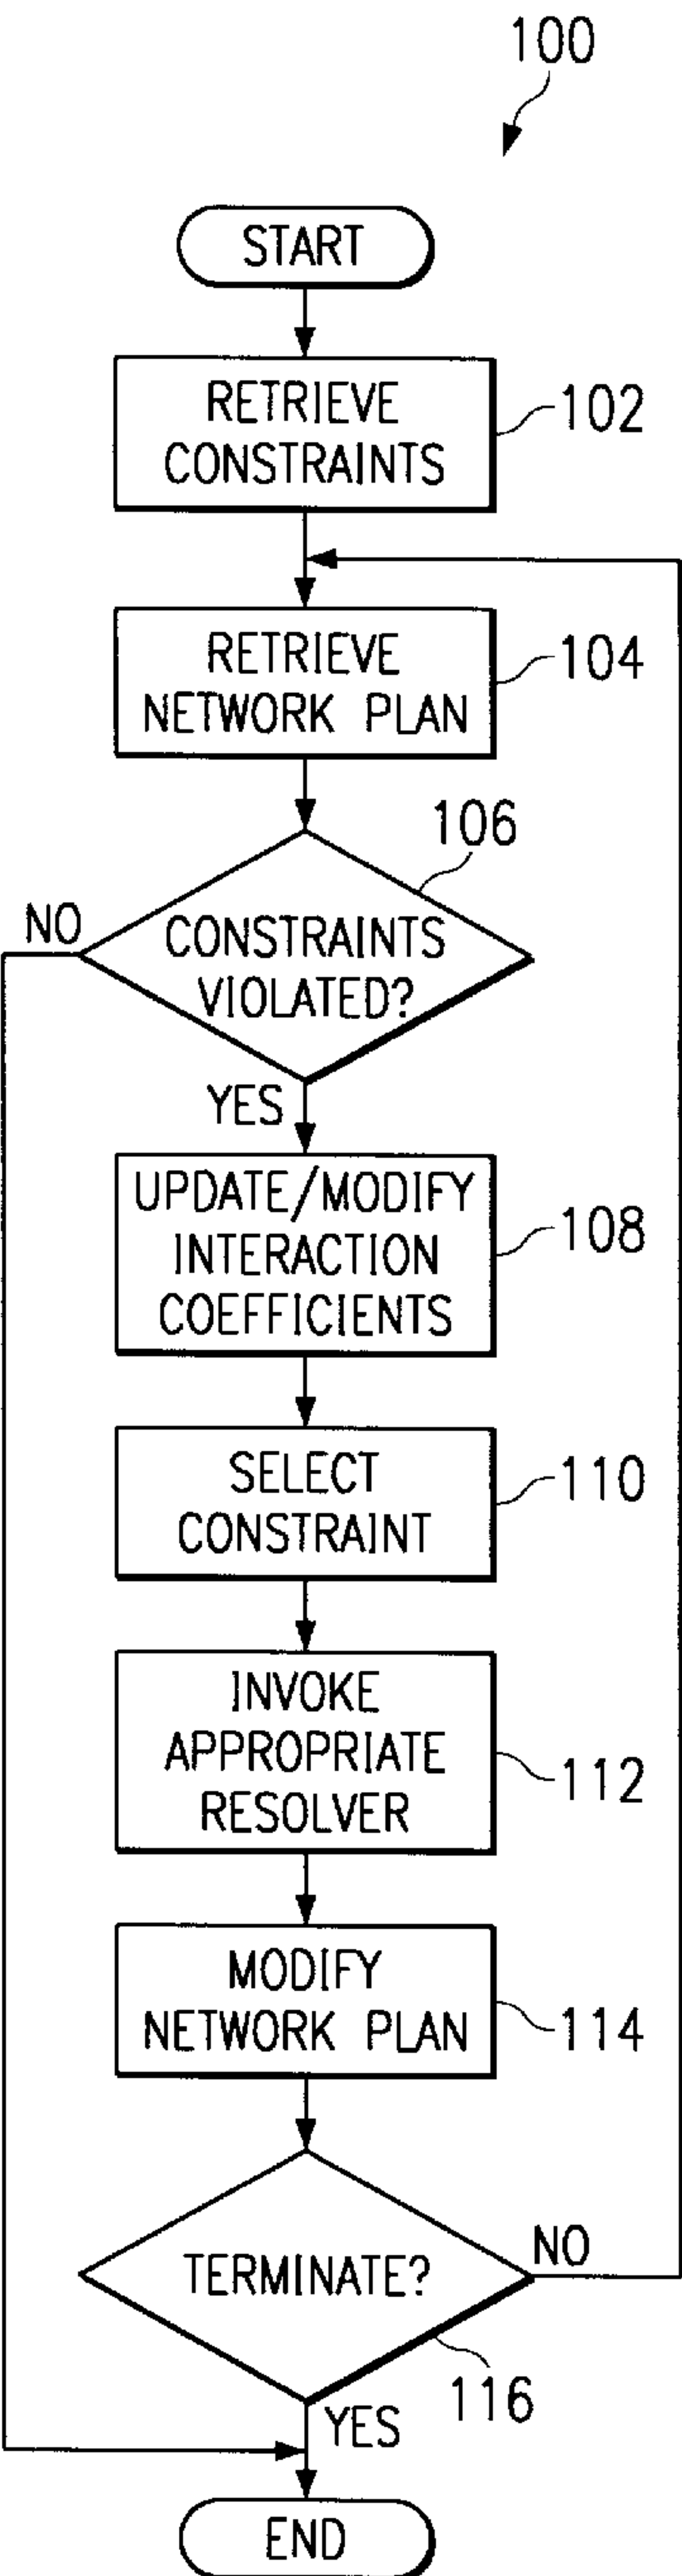 100
START
RETRIEVE
CONSTRAINTS
102
RETRIEVE
NETWORK PLAN
104
106
NO
CONSTRAINTS
VIOLATED?
YES
UPDATE/MODIFY
INTERACTION
COEFFICIENTS
108
SELECT
CONSTRAINT
110
INVOKE
APPROPRIATE
RESOLVER
112
MODIFY
NETWORK PLAN
114
TERMINATE?
NO
116
YES
END